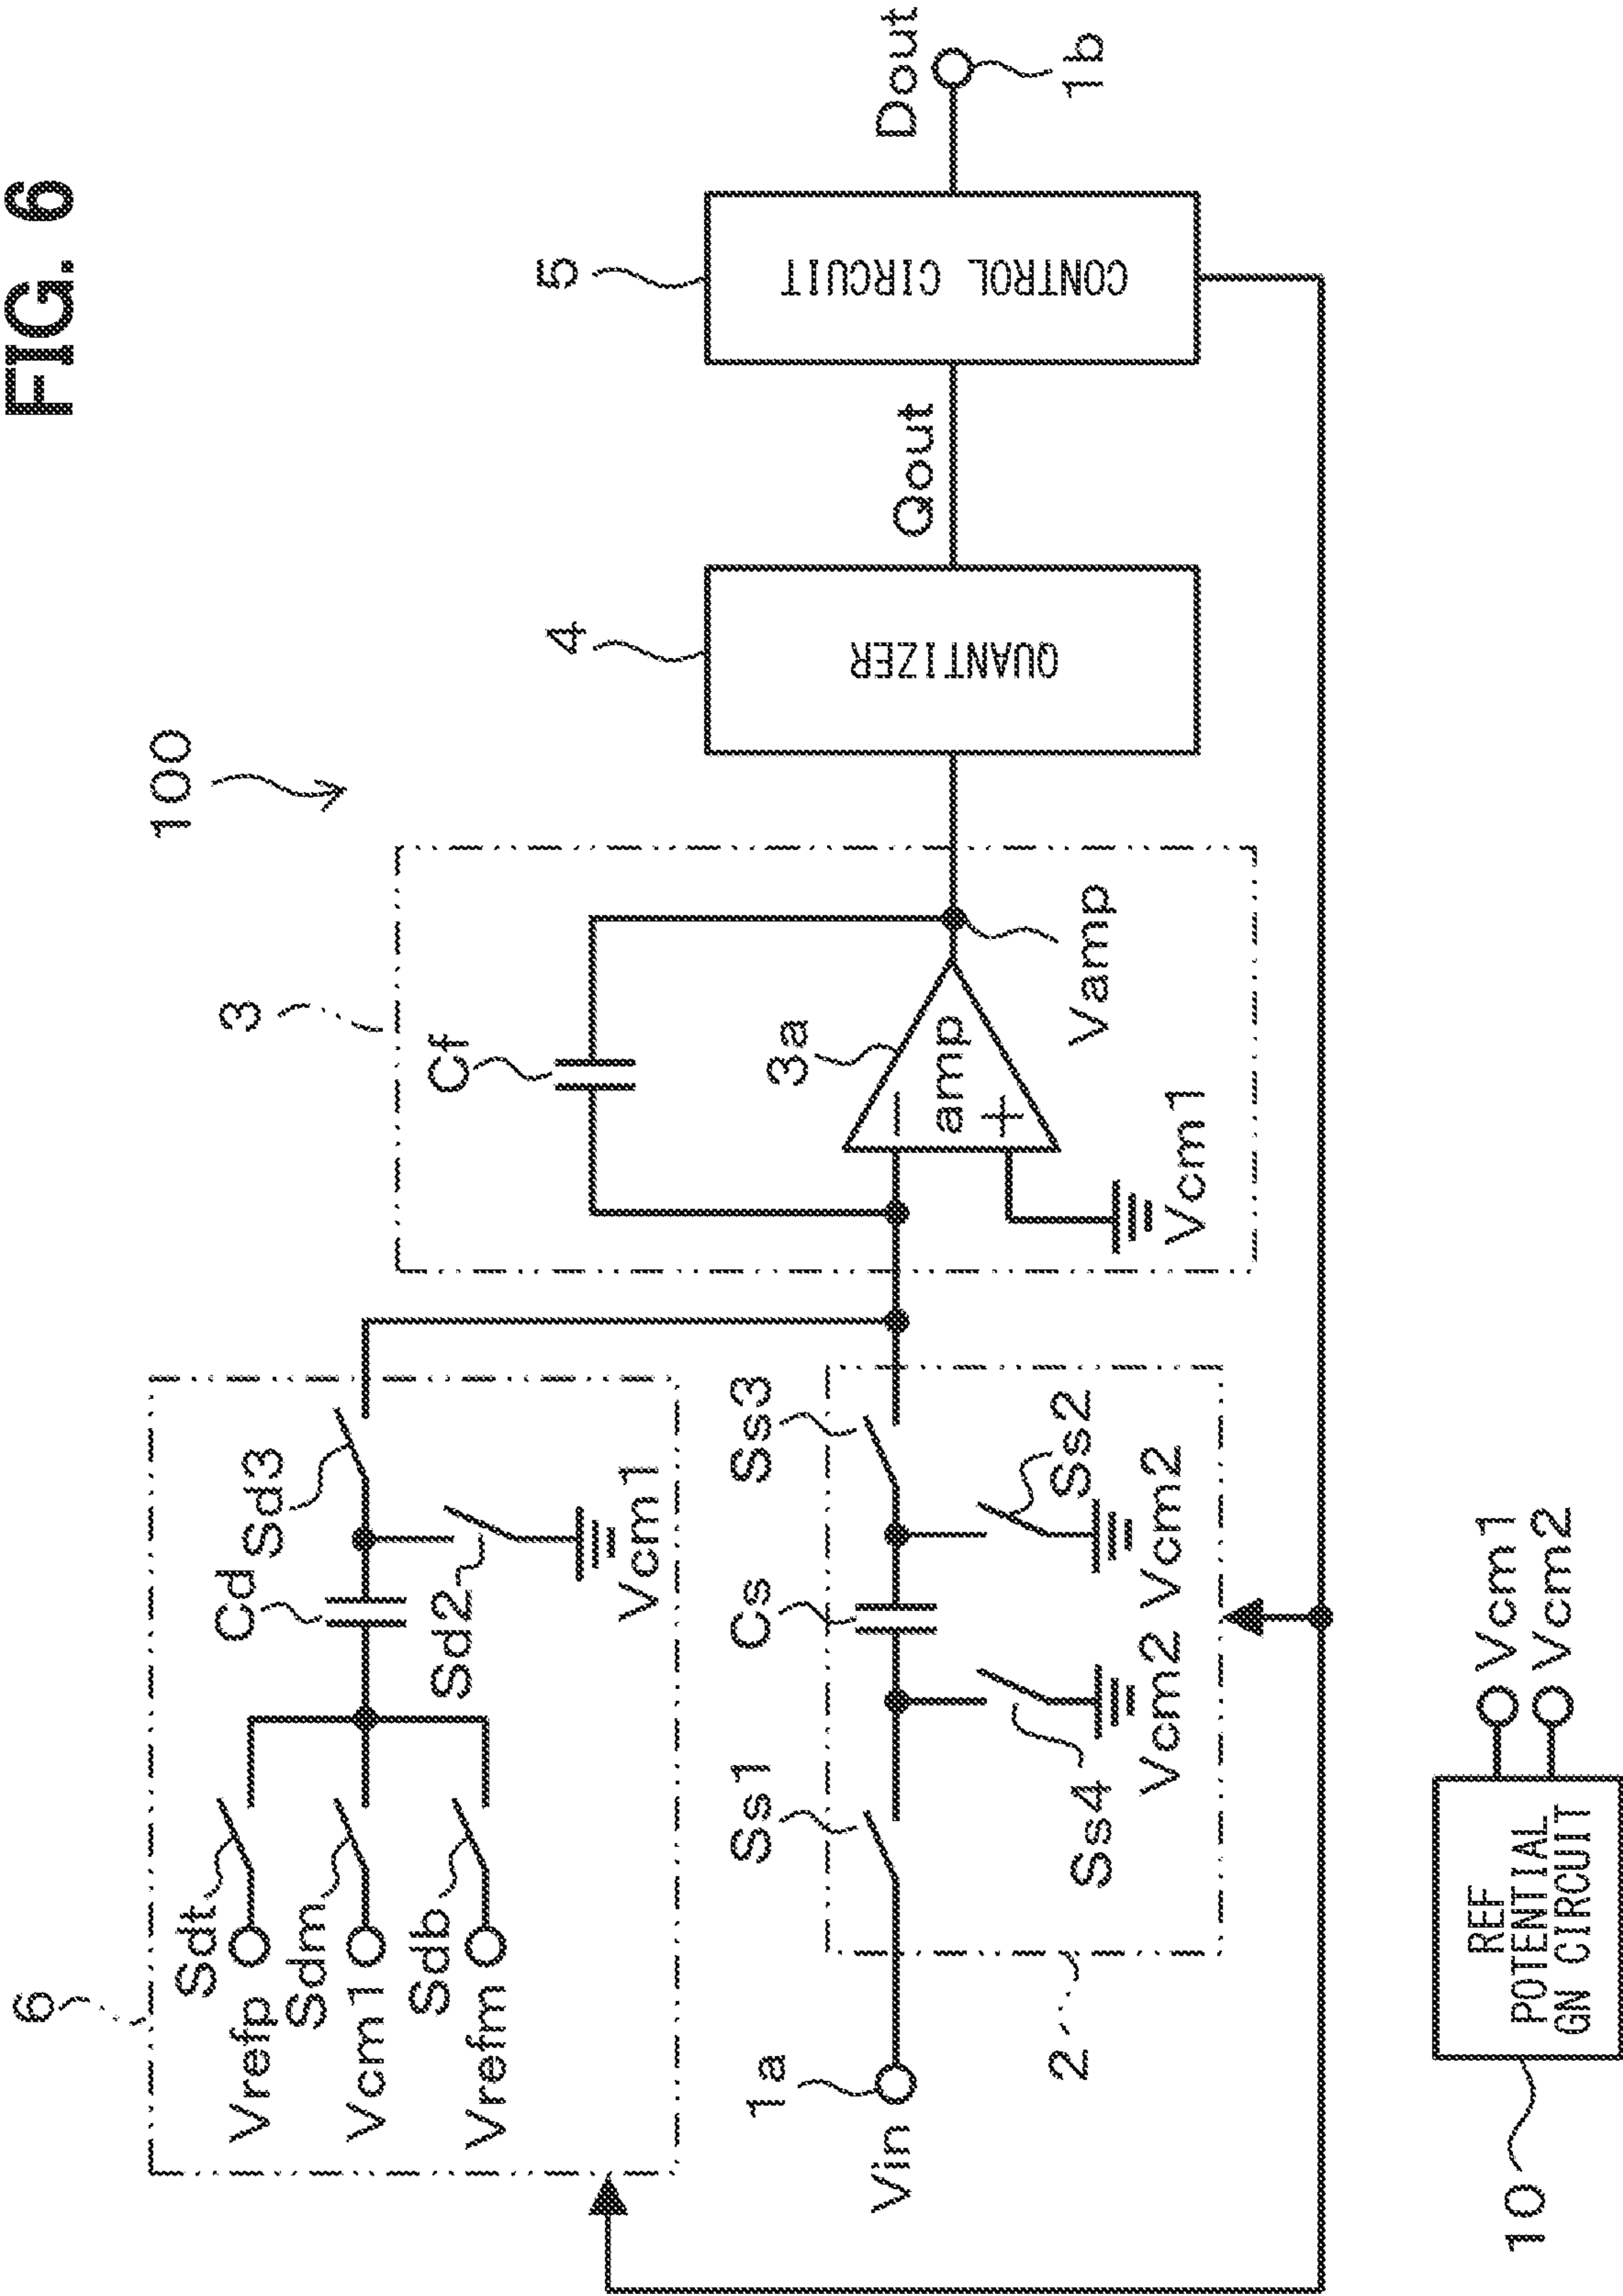 FIG. 6
100
6
Sdt
Vrefp
Sdm
Vcm1
Sdb
Vrefm
Cd
Sd3
Sd2
Vcm1
3
Cf
3a
amp
−
+
Vcm1
Vamp
4
QUANTIZER
Qout
5
CONTROL CIRCUIT
Dout
1b
1a
Vin
Ss1
Cs
Ss3
Ss4
Vcm2
Ss2
Vcm2
2
10
REF
POTENTIAL
GN CIRCUIT
Vcm1
Vcm2